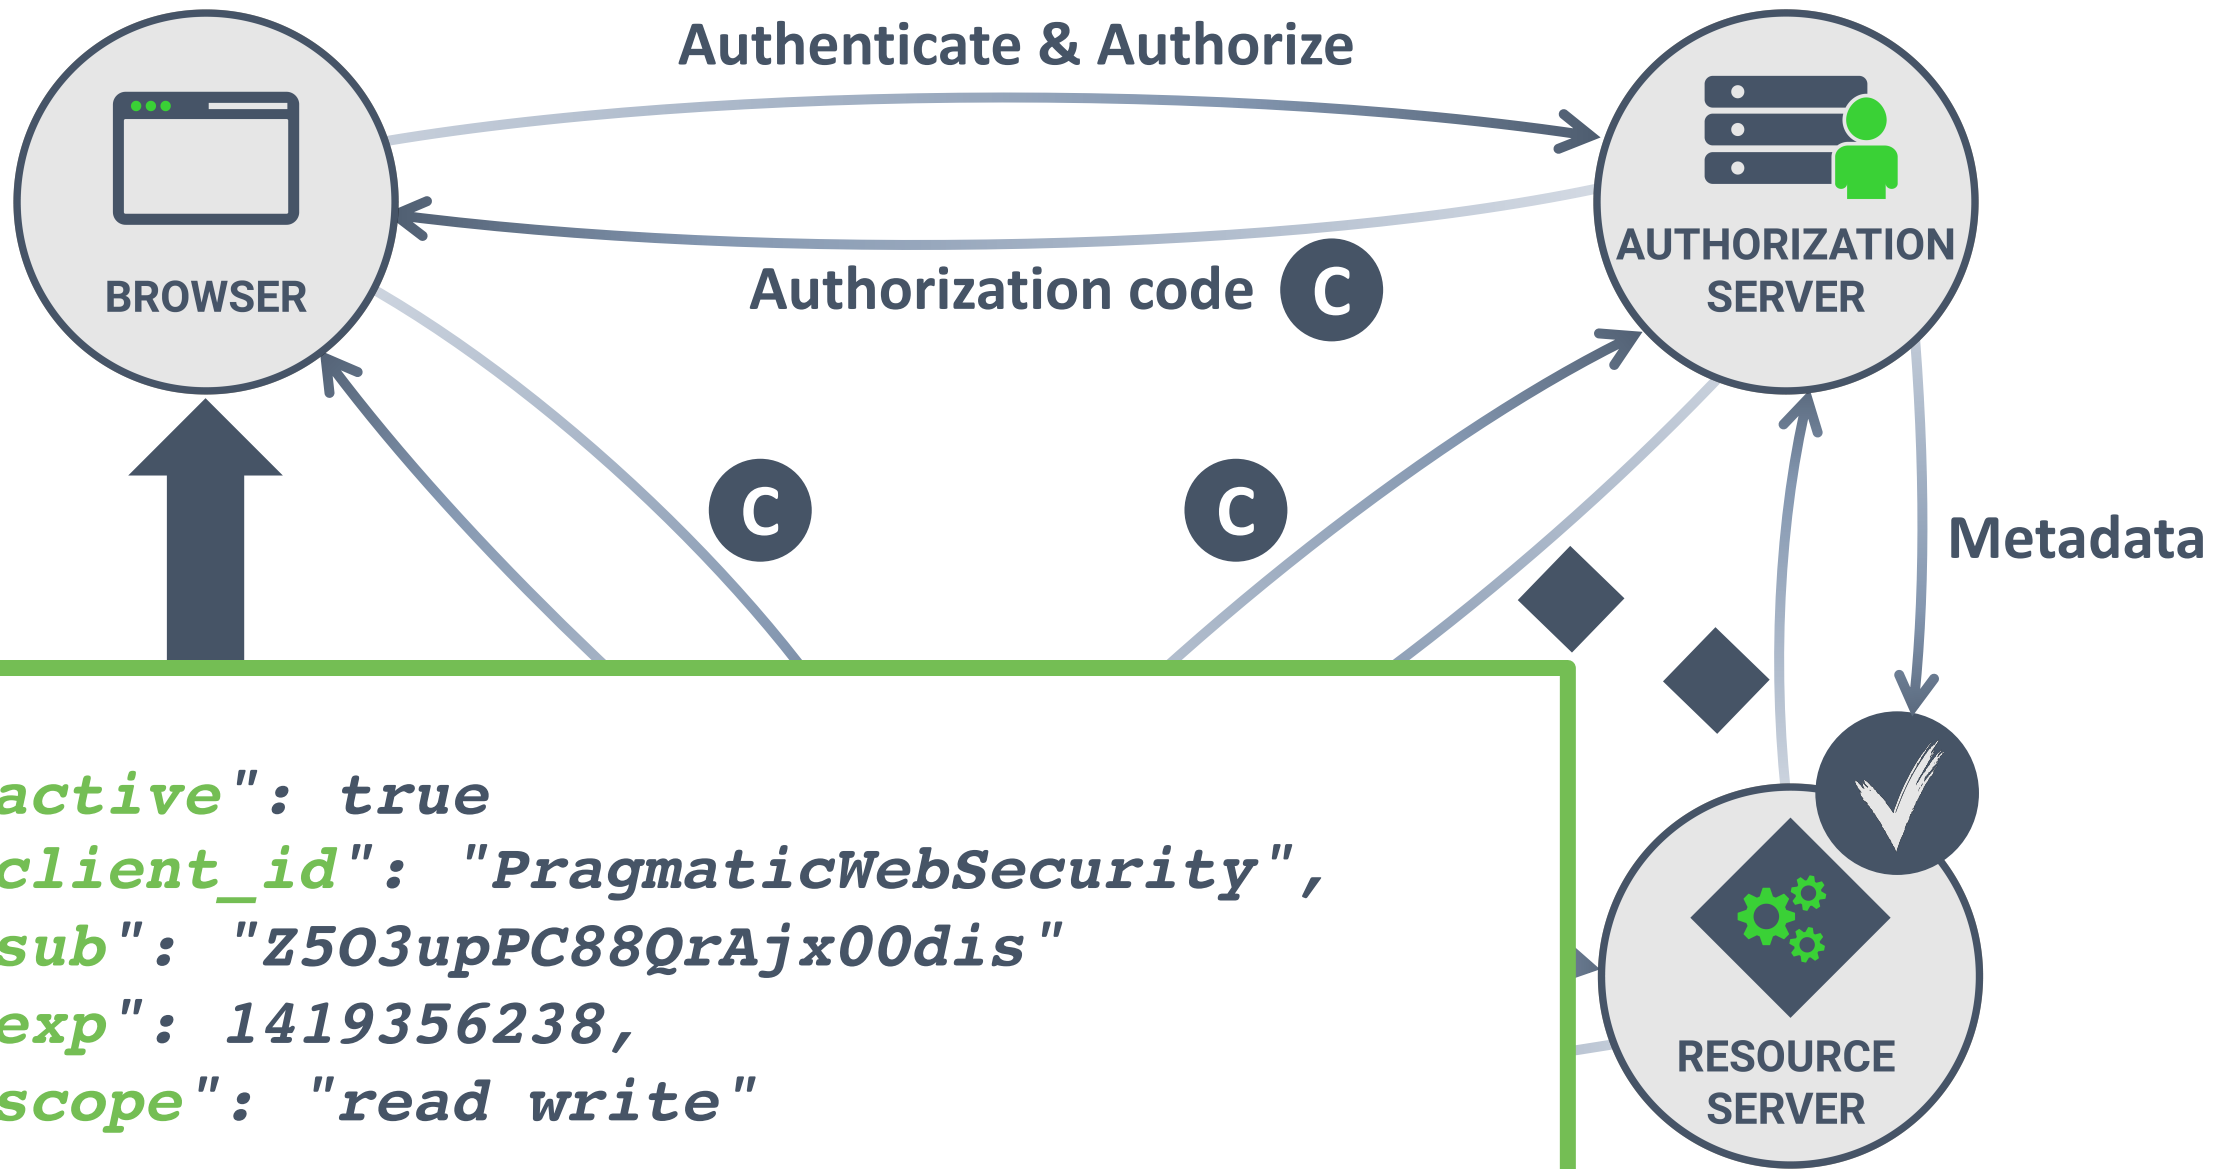 Authenticate & Authorize
BROWSER
AUTHORIZATION
SERVER
Authorization code C
C
C
Metadata
active": true
client_id": "PragmaticWebSecurity",
sub": "Z5O3upPC88QrAjx00dis"
exp": 1419356238,
scope": "read write"
RESOURCE
SERVER